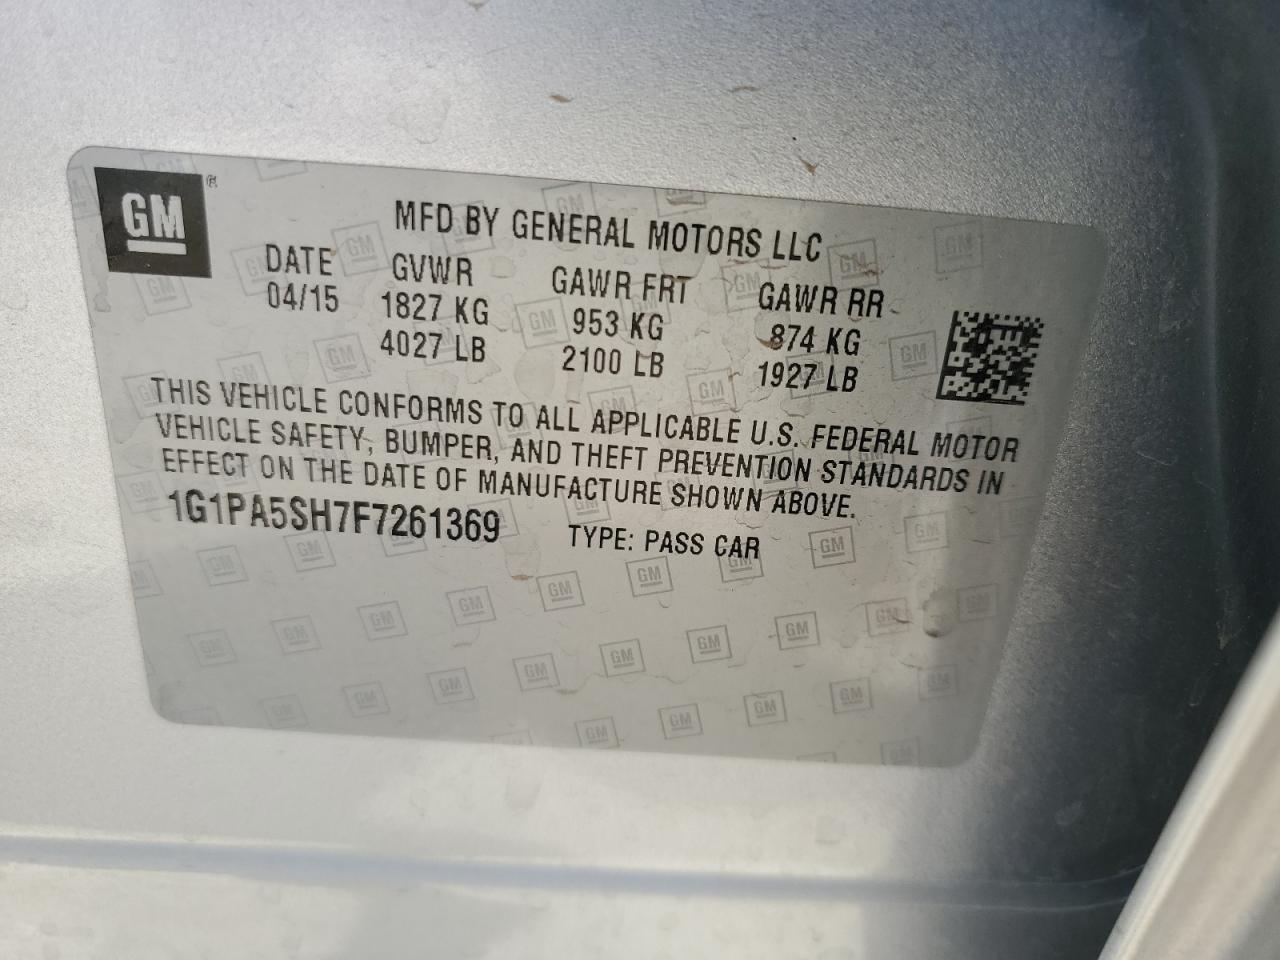 GM ®
MFD BY GENERAL MOTORS LLC
DATE GVWR GAWR FRT GAWR RR
04/15 1827 KG 953 KG 874 KG
4027 LB 2100 LB 1927 LB
THIS VEHICLE CONFORMS TO ALL APPLICABLE U.S. FEDERAL MOTOR
VEHICLE SAFETY, BUMPER, AND THEFT PREVENTION STANDARDS IN
EFFECT ON THE DATE OF MANUFACTURE SHOWN ABOVE.
1G1PA5SH7F7261369 TYPE: PASS CAR